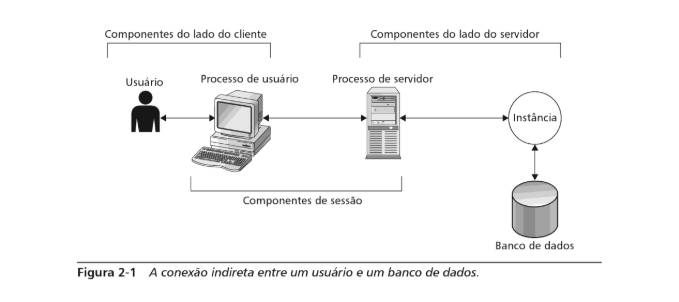 Componentes do lado do cliente
Componentes do lado do servidor
Usuário
Processo de usuário
Processo de servidor
Instância
Componentes de sessão
Banco de dados
Figura 2-1 A conexão indireta entre um usuário e um banco de dados.